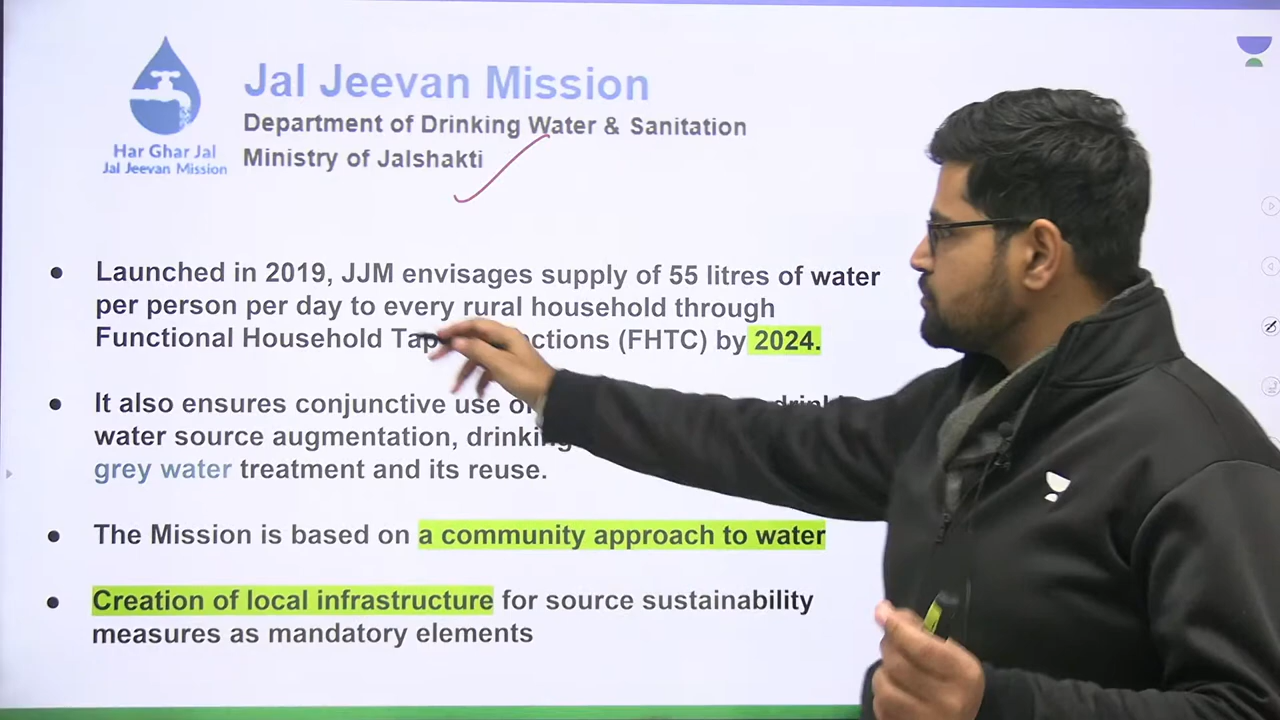 Jal Jeevan Mission
Department of Drinking Water & Sanitation
Ministry of Jalshakti
Har Ghar Jal
Jal Jeevan Mission
● Launched in 2019, JJM envisages supply of 55 litres of water
per person per day to every rural household through
Functional Household Tap (FHTC) by 2024.
● It also ensures conjunctive use
water source augmentation,
grey water treatment and its reuse.
● The Mission is based on a community approach to water
● Creation of local infrastructure for source sustainability
measures as mandatory elements